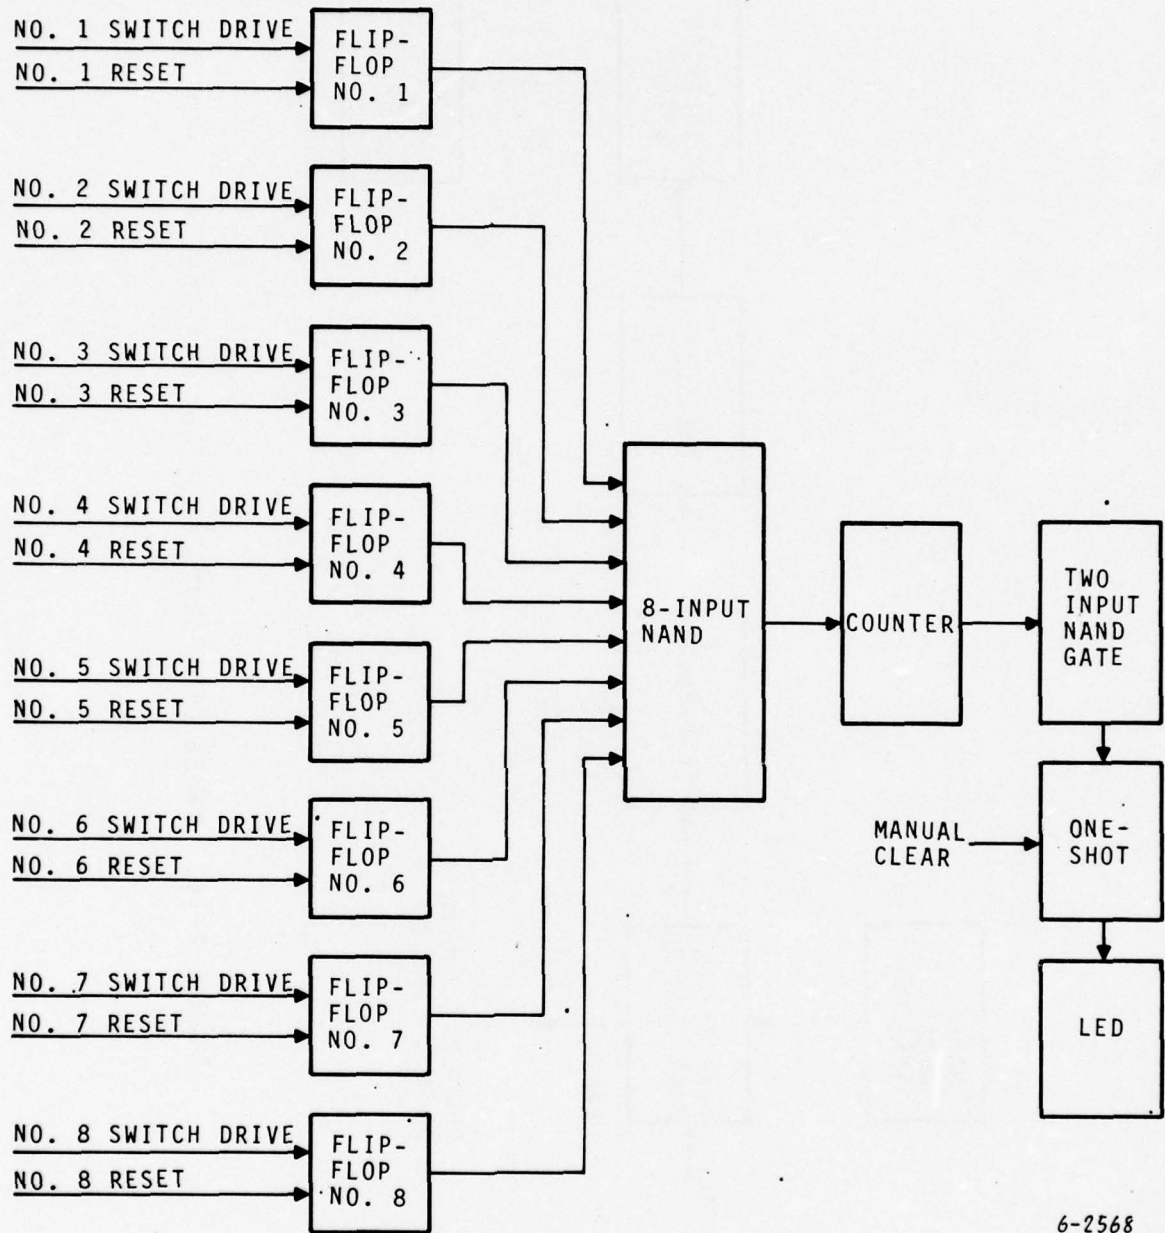 NO. 1 SWITCH DRIVE
NO. 1 RESET
FLIP-
FLOP
NO. 1
NO. 2 SWITCH DRIVE
NO. 2 RESET
FLIP-
FLOP
NO. 2
NO. 3 SWITCH DRIVE
NO. 3 RESET
FLIP-
FLOP
NO. 3
NO. 4 SWITCH DRIVE
NO. 4 RESET
FLIP-
FLOP
NO. 4
NO. 5 SWITCH DRIVE
NO. 5 RESET
FLIP-
FLOP
NO. 5
NO. 6 SWITCH DRIVE
NO. 6 RESET
FLIP-
FLOP
NO. 6
NO. 7 SWITCH DRIVE
NO. 7 RESET
FLIP-
FLOP
NO. 7
NO. 8 SWITCH DRIVE
NO. 8 RESET
FLIP-
FLOP
NO. 8
8-INPUT
NAND
COUNTER
TWO
INPUT
NAND
GATE
MANUAL
CLEAR
ONE-
SHOT
LED
6-2568